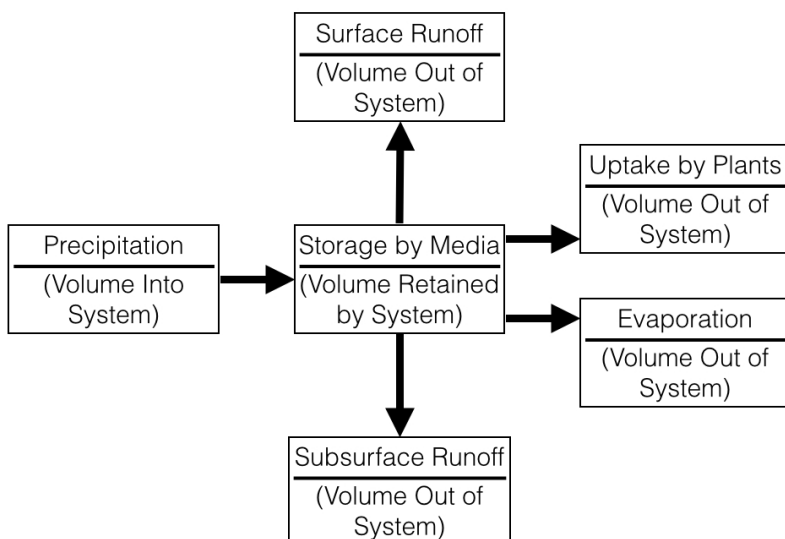 Surface Runoff
(Volume Out of
System)
Uptake by Plants
(Volume Out of
System)
Precipitation
(Volume Into
System)
Storage by Media
(Volume Retained
by System)
Evaporation
(Volume Out of
System)
Subsurface Runoff
(Volume Out of
System)